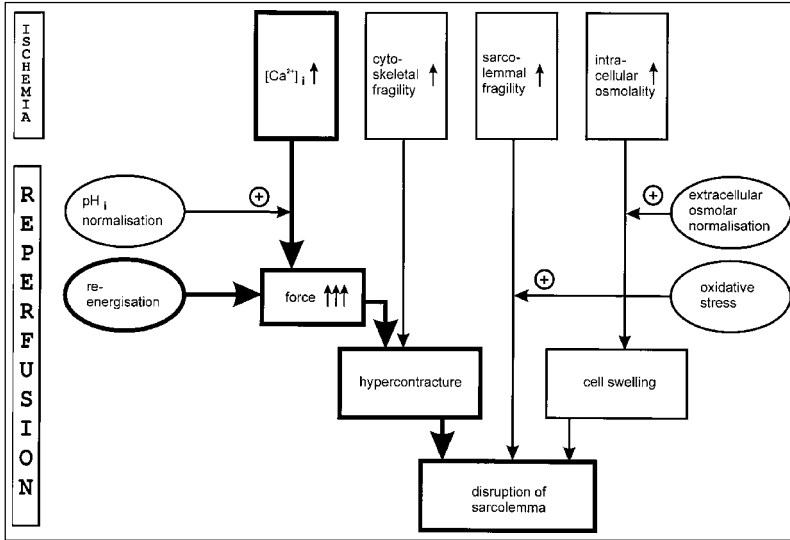 ISCHEMIA
[Ca²⁺] i ↑
cyto-
skeletal ↑
fragility
sarco-
lemmal ↑
fragility
intra-
cellular ↑
osmolality
REPERFUSION
pH i
normalisation
+
+
extracellular
osmolar
normalisation
re-
energisation
force ↑↑↑
+
oxidative
stress
hypercontracture
cell swelling
disruption of
sarcolemma